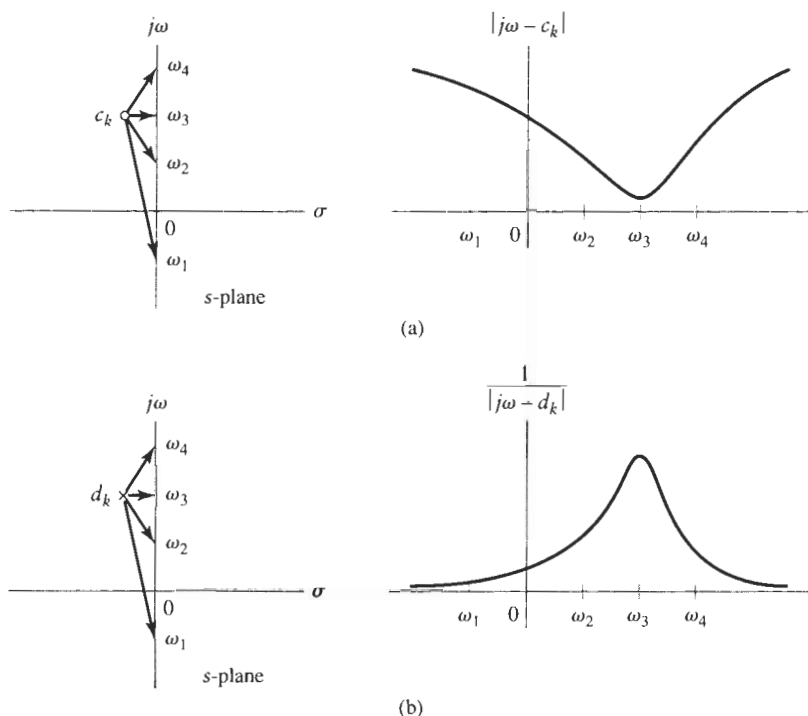 jω
ω₄
cₖ
ω₃
ω₂
0
σ
ω₁
s-plane
|jω – cₖ|
ω₁ 0 ω₂ ω₃ ω₄
(a)
jω
ω₄
dₖ
ω₃
ω₂
0
σ
ω₁
s-plane
1
|jω – dₖ|
ω₁ 0 ω₂ ω₃ ω₄
(b)